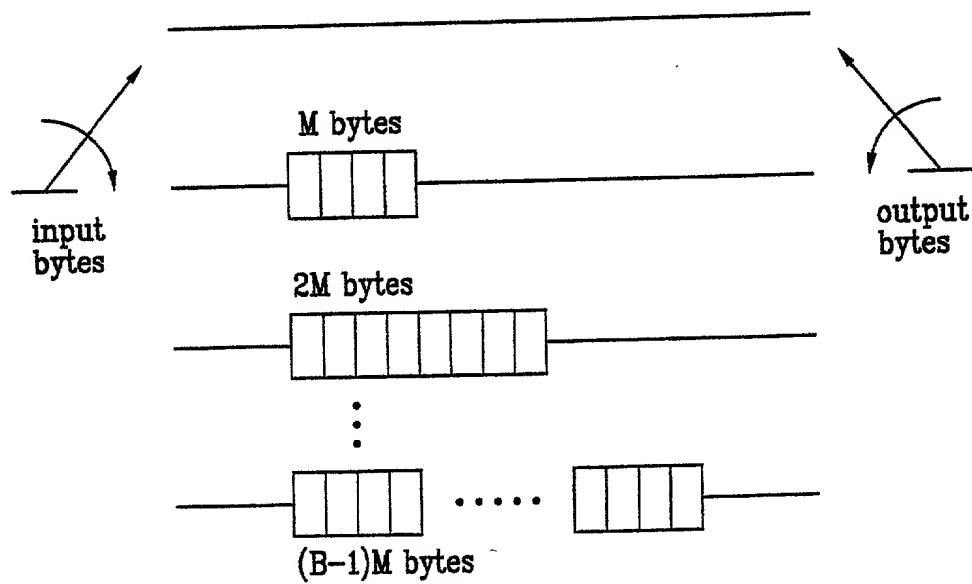 M bytes
input
bytes
output
bytes
2M bytes
(B-1)M bytes